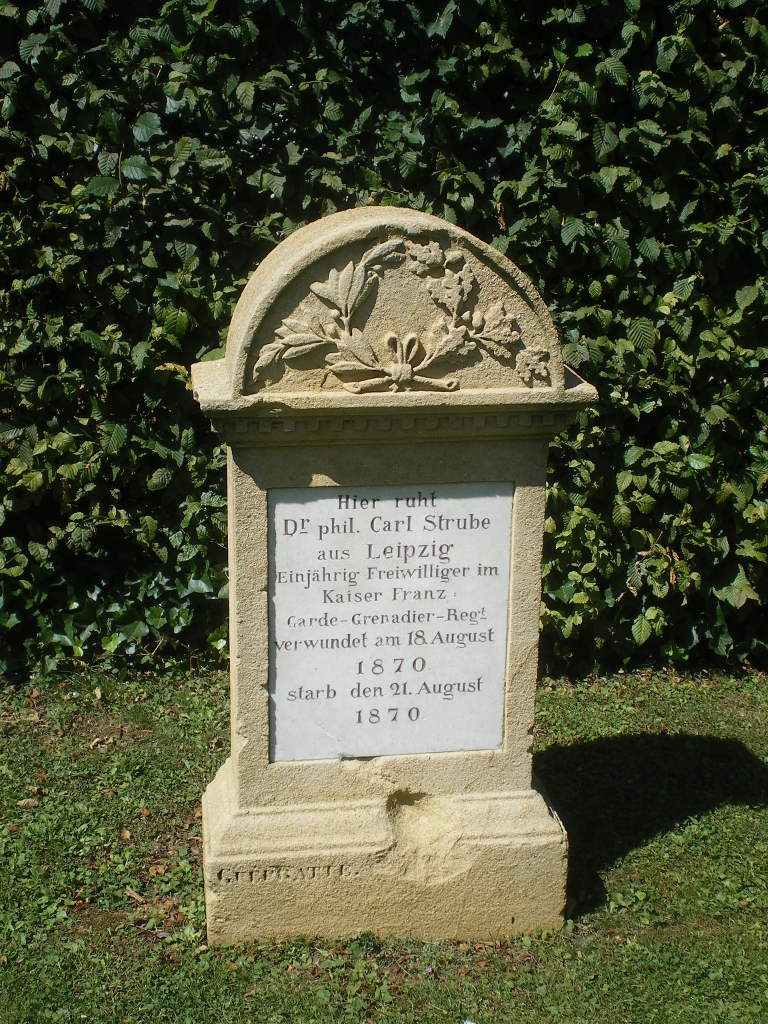 Hier ruht
Dr phil. Carl Strube
aus Leipzig
Einjährig Freiwilliger im
Kaiser Franz
Garde-Grenadier-Regt
verwundet am 18. August
1870
starb den 21. August
1870